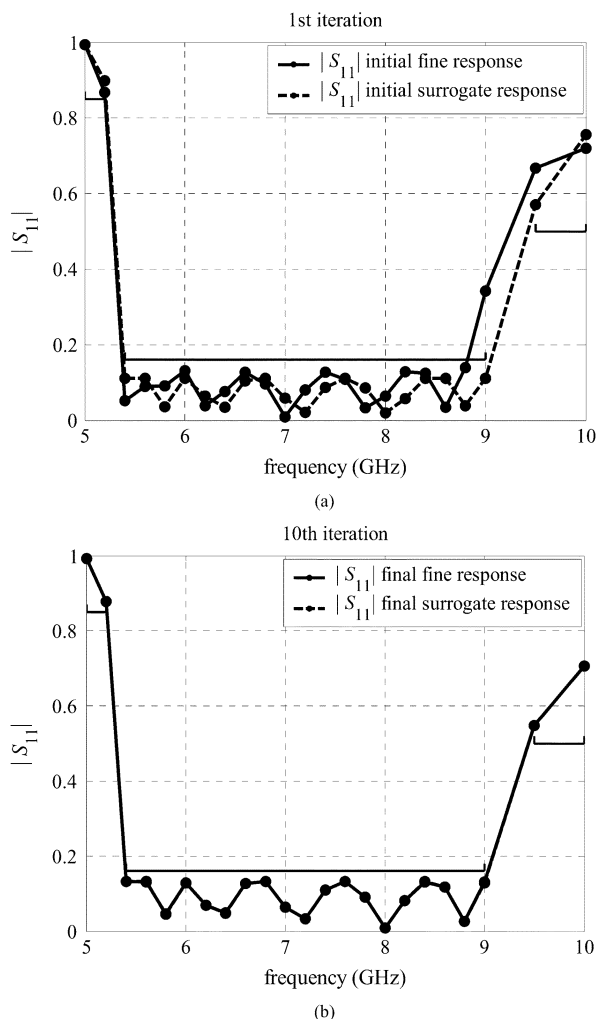 1st iteration
| S11| initial fine response
| S11| initial surrogate response
1
0.8
0.6
0.4
0.2
0
| S11|
5 6 7 8 9 10
frequency (GHz)
(a)
10th iteration
| S11| final fine response
| S11| final surrogate response
1
0.8
0.6
0.4
0.2
0
| S11|
5 6 7 8 9 10
frequency (GHz)
(b)